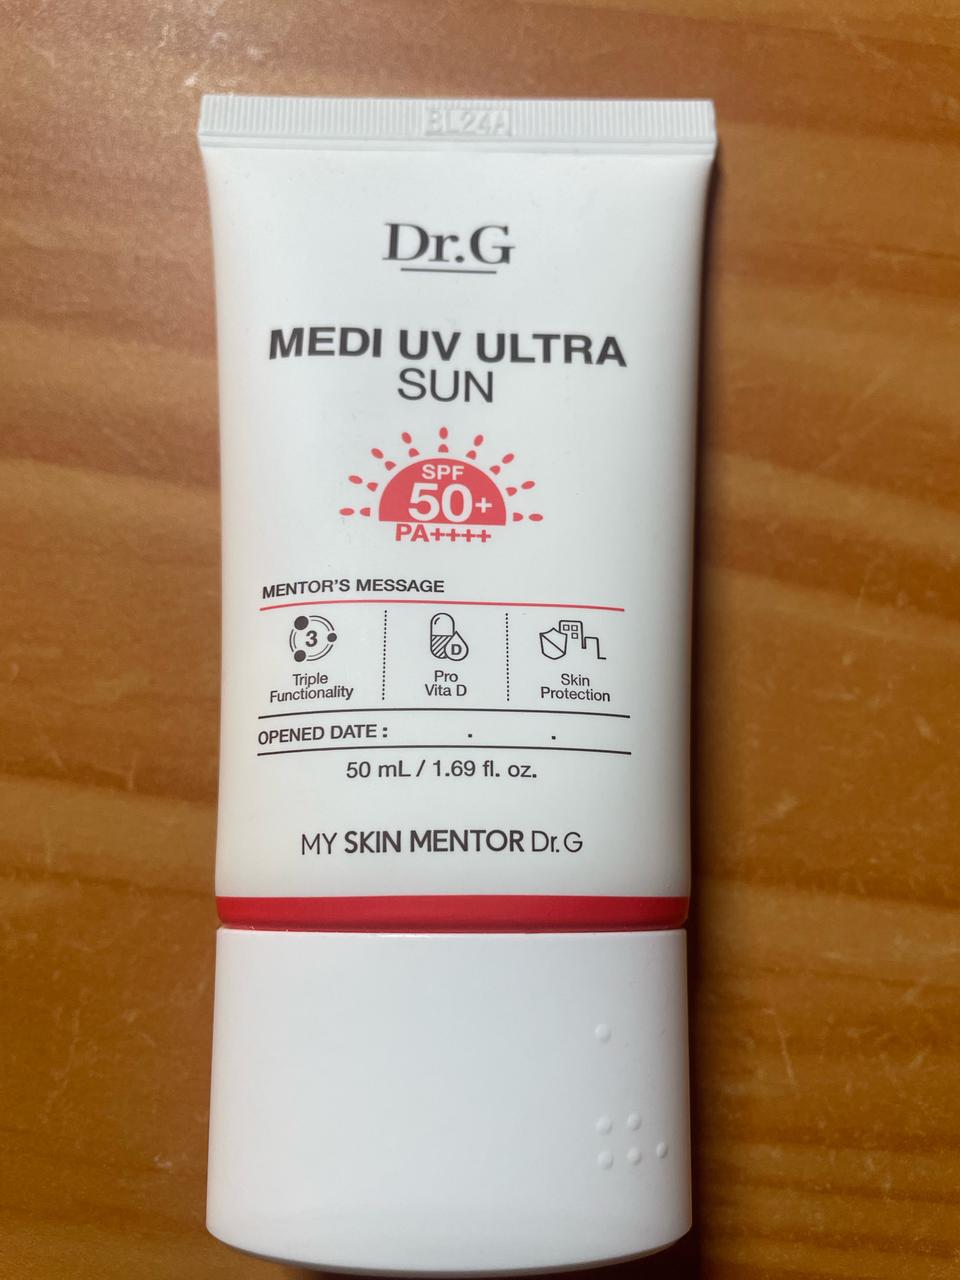 BL24A
Dr.G
MEDI UV ULTRA
SUN
SPF
50+
PA++++
MENTOR'S MESSAGE
3
Triple
Functionality
D
Pro
Vita D
Skin
Protection
OPENED DATE : . .
50 mL / 1.69 fl. oz.
MY SKIN MENTOR Dr.G